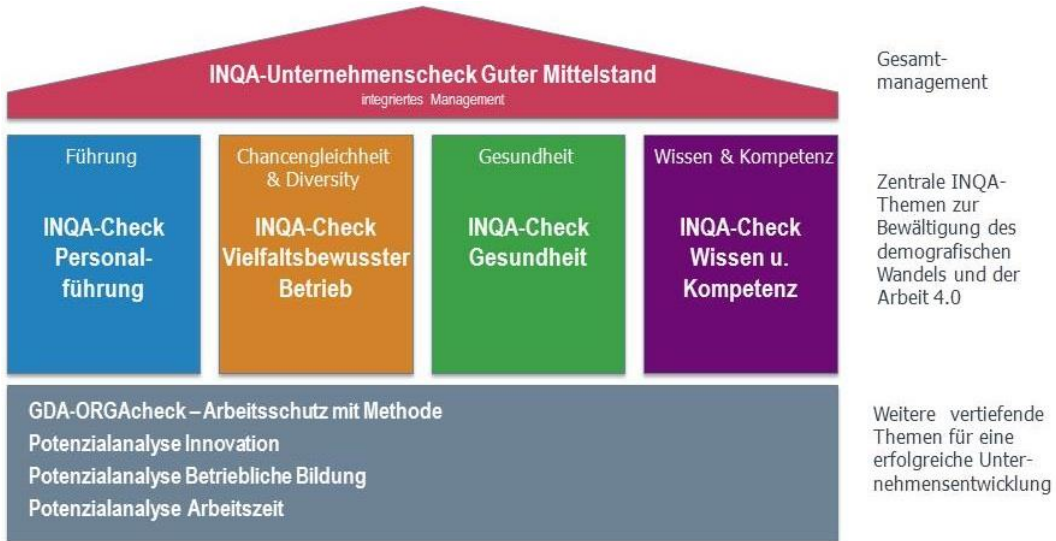 INQA-Unternehmenscheck Guter Mittelstand
integriertes Management
Gesamt-
management
Führung
INQA-Check
Personal-
führung
Chancengleichheit
& Diversity
INQA-Check
Vielfaltsbewusster
Betrieb
Gesundheit
INQA-Check
Gesundheit
Wissen & Kompetenz
INQA-Check
Wissen u.
Kompetenz
Zentrale INQA-
Themen zur
Bewältigung des
demografischen
Wandels und der
Arbeit 4.0
GDA-ORGAcheck – Arbeitsschutz mit Methode
Potenzialanalyse Innovation
Potenzialanalyse Betriebliche Bildung
Potenzialanalyse Arbeitszeit
Weitere vertiefende
Themen für eine
erfolgreiche Unter-
nehmensentwicklung